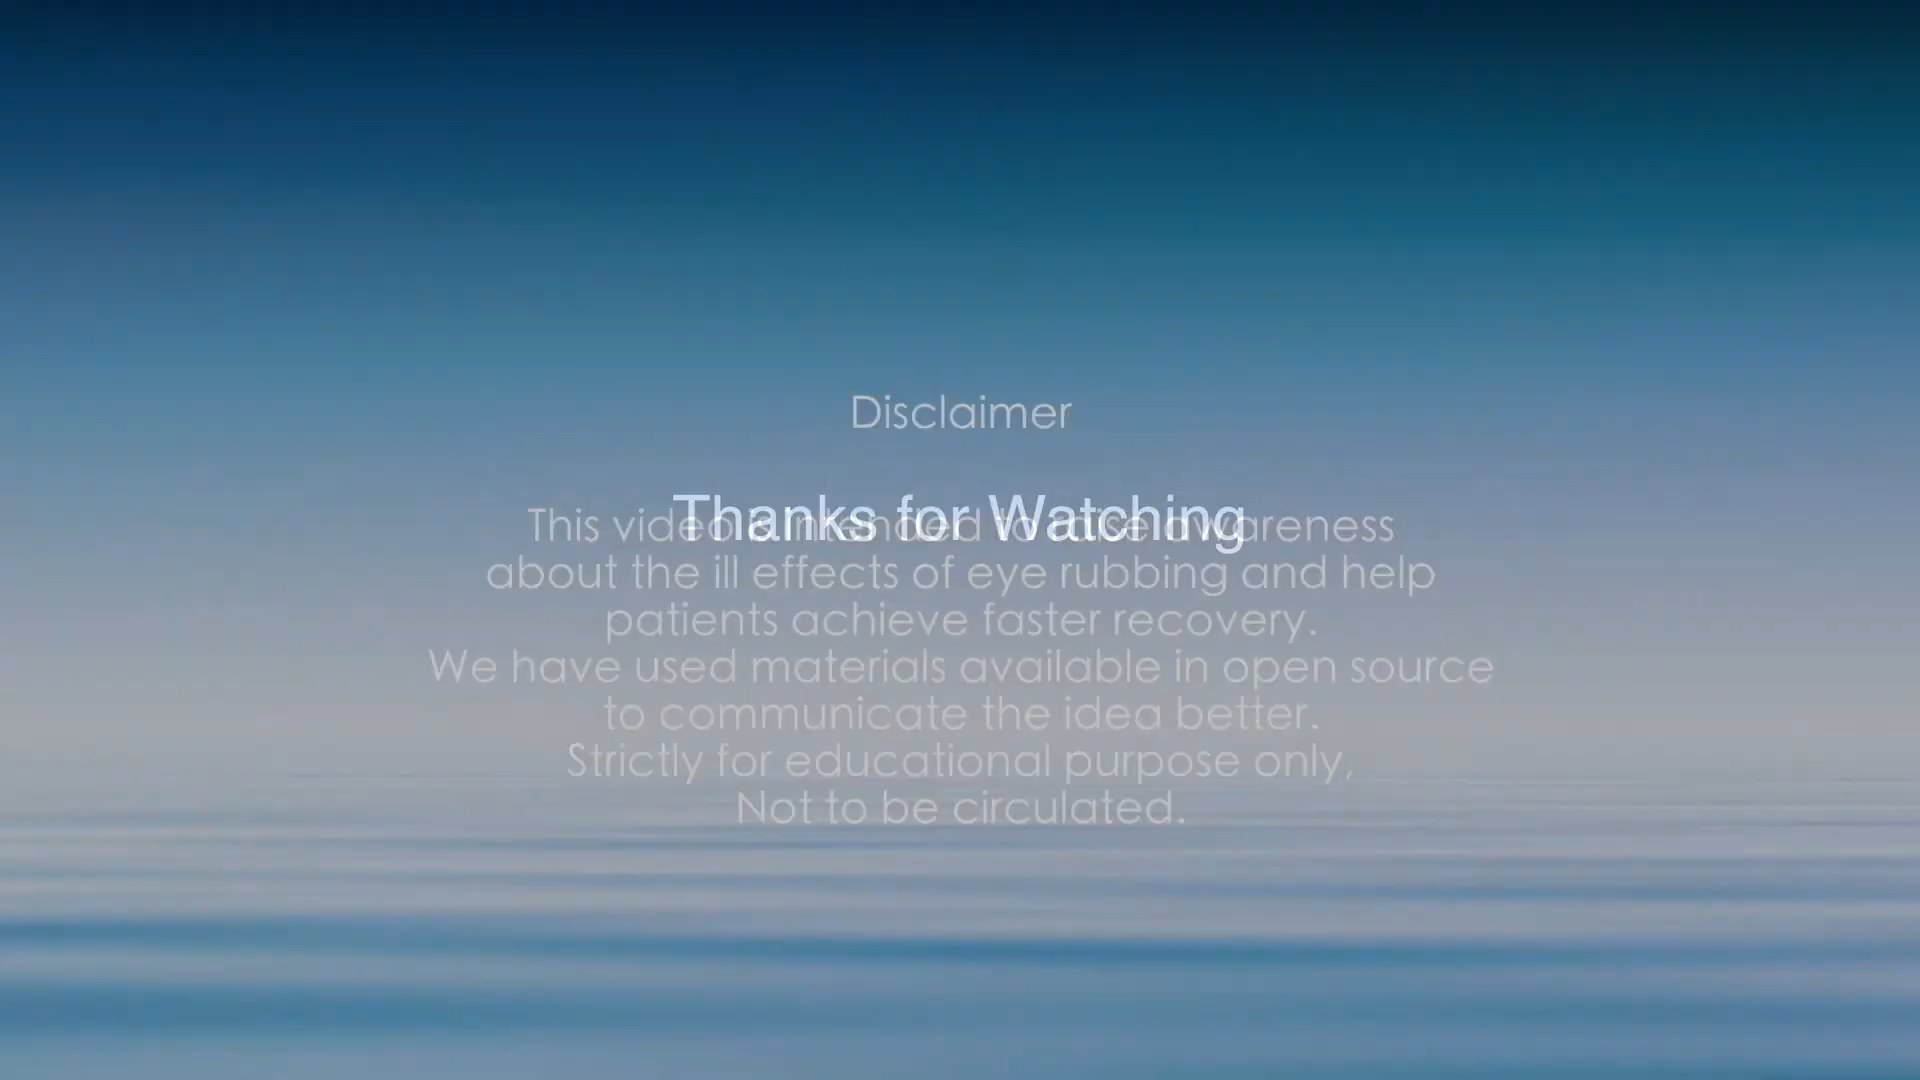 Disclaimer
Thanks for Watching
This video is intended to raise awareness
about the ill effects of eye rubbing and help
patients achieve faster recovery.
We have used materials available in open source
to communicate the idea better.
Strictly for educational purpose only,
Not to be circulated.